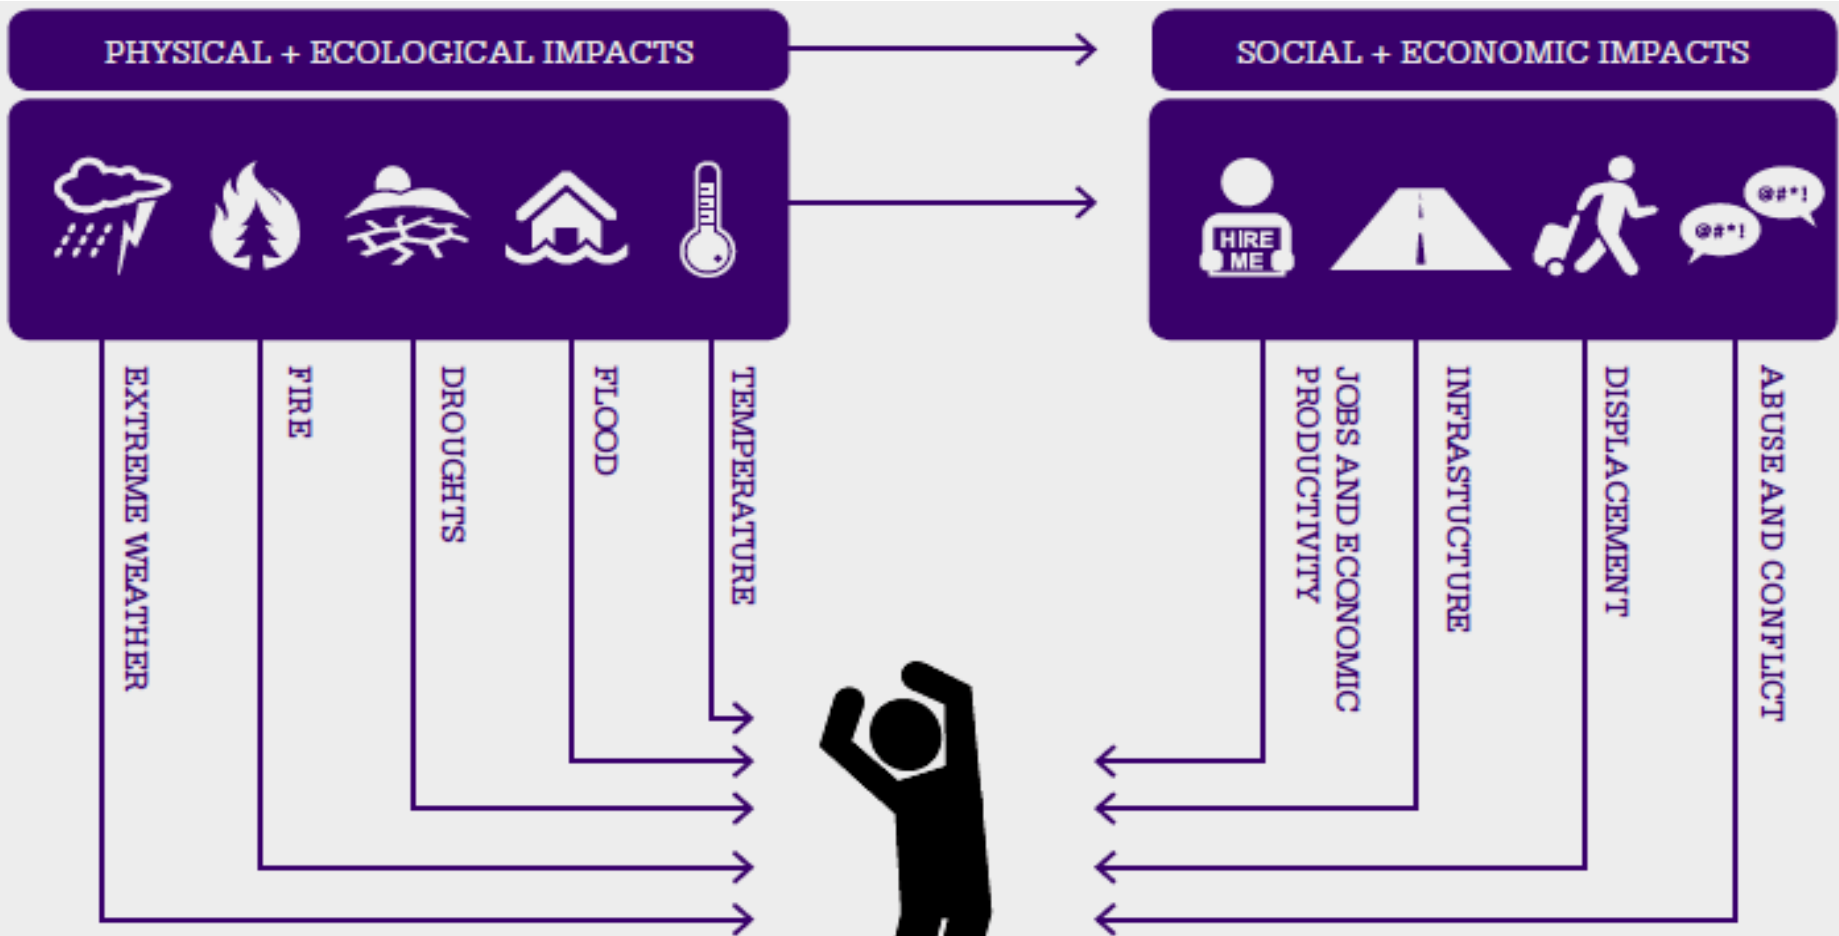 PHYSICAL + ECOLOGICAL IMPACTS
SOCIAL + ECONOMIC IMPACTS
HIRE
ME
@#*!
@#*!
EXTREME WEATHER
FIRE
DROUGHTS
FLOOD
TEMPERATURE
JOBS AND ECONOMIC
PRODUCTIVITY
INFRASTUCTURE
DISPLACEMENT
ABUSE AND CONFLICT